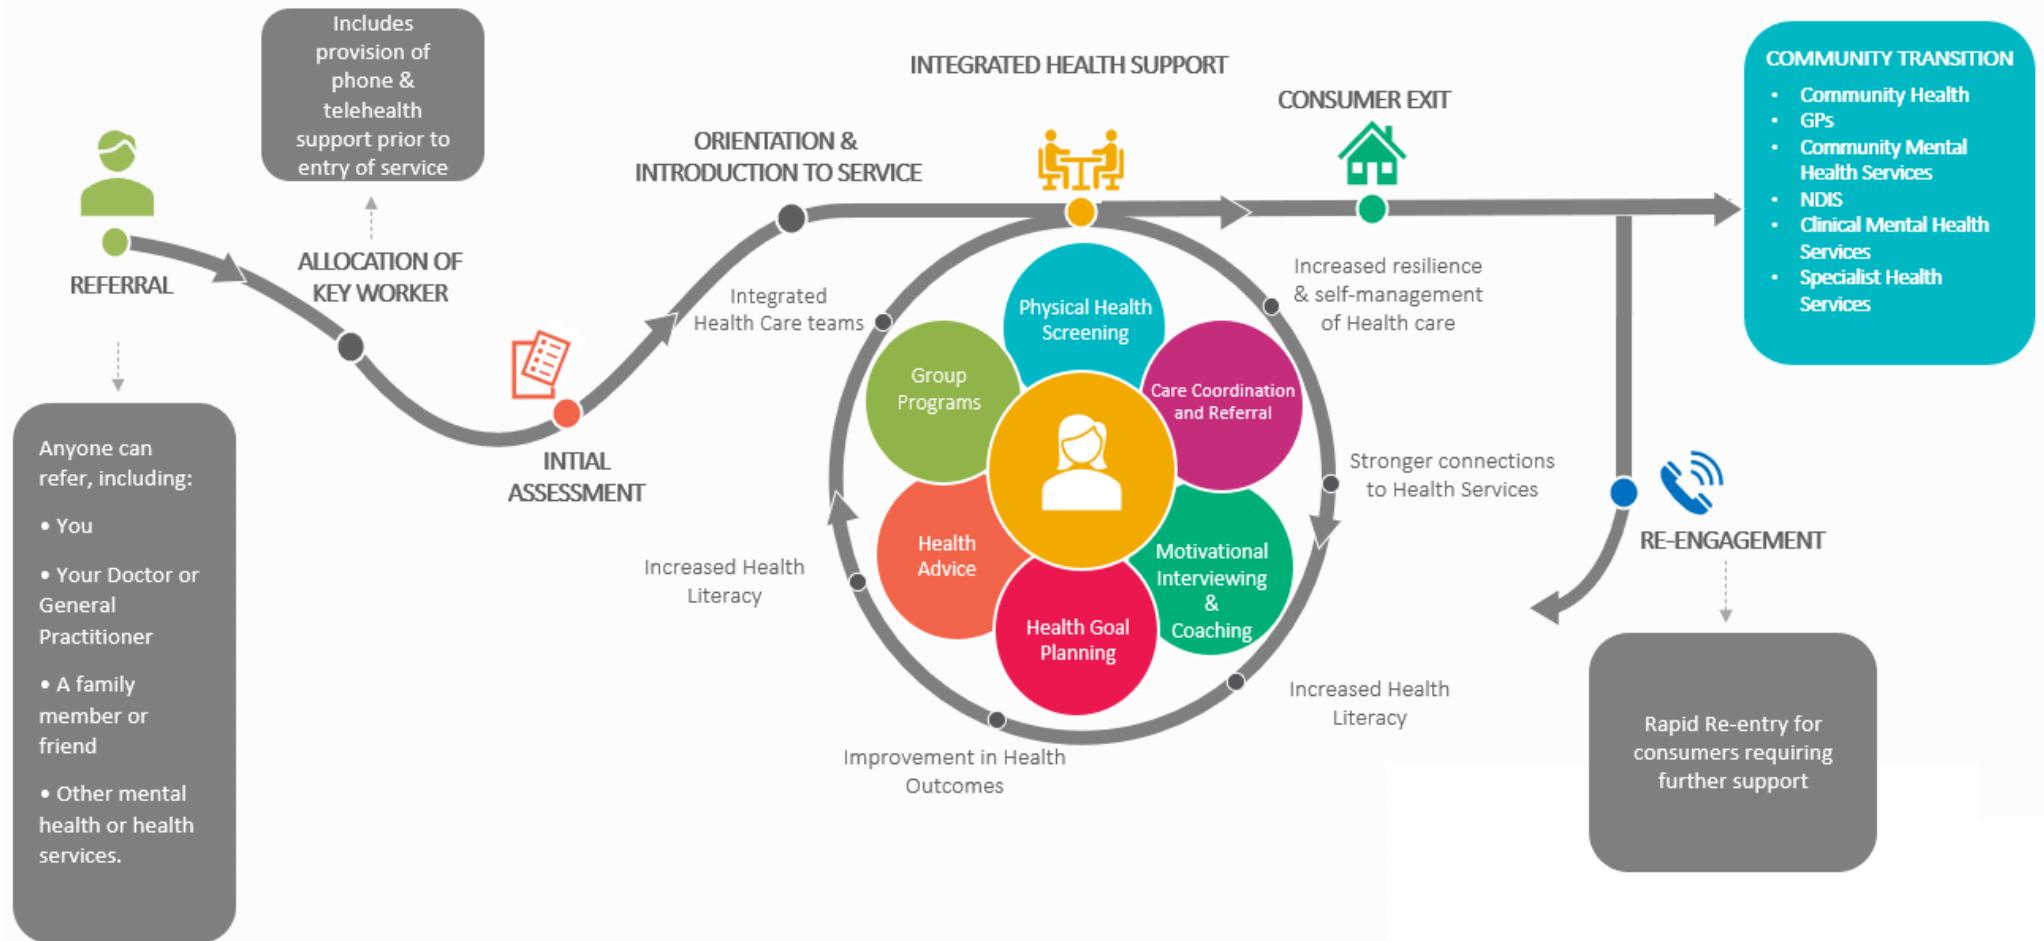 Includes
provision of
phone &
telehealth
support prior to
entry of service
REFERRAL
Anyone can
refer, including:
• You
• Your Doctor or
General
Practitioner
• A family
member or
friend
• Other mental
health or health
services.
ALLOCATION OF
KEY WORKER
INTIAL
ASSESSMENT
ORIENTATION &
INTRODUCTION TO SERVICE
INTEGRATED HEALTH SUPPORT
Integrated
Health Care teams
Increased Health
Literacy
Improvement in Health
Outcomes
Increased Health
Literacy
Stronger connections
to Health Services
Increased resilience
& self-management
of Health care
Physical Health
Screening
Care Coordination
and Referral
Motivational
Interviewing
&
Coaching
Health Goal
Planning
Health
Advice
Group
Programs
CONSUMER EXIT
COMMUNITY TRANSITION
• Community Health
• GPs
• Community Mental
Health Services
• NDIS
• Clinical Mental Health
Services
• Specialist Health
Services
RE-ENGAGEMENT
Rapid Re-entry for
consumers requiring
further support